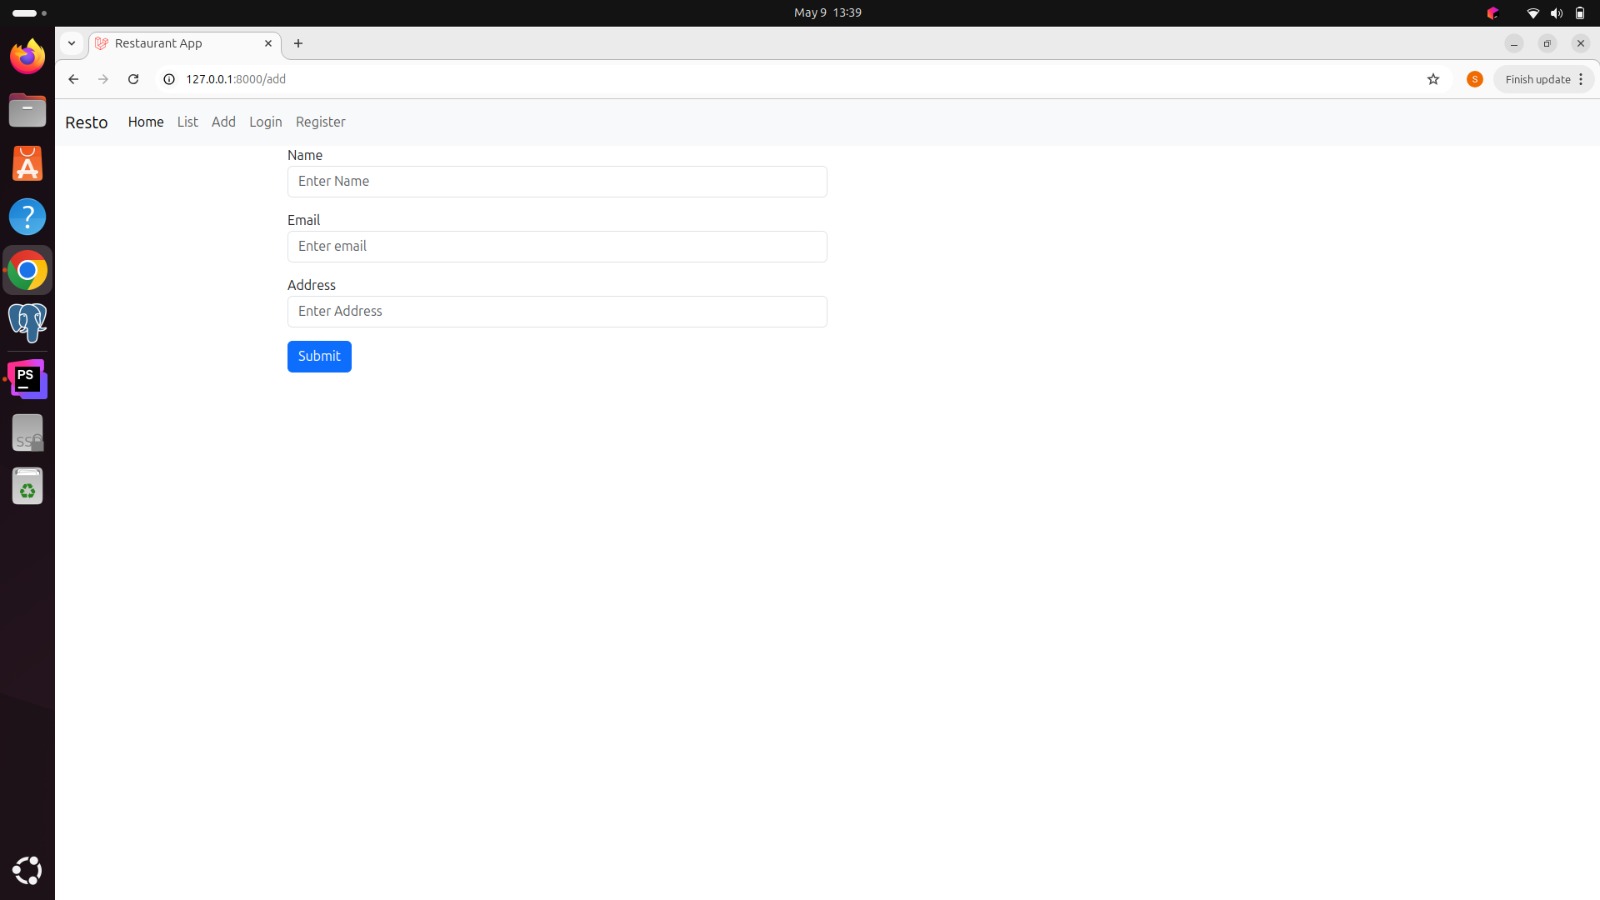 May 9 13:39
Restaurant App
127.0.0.1:8000/add
S
Finish update
Resto Home List Add Login Register
Name
Enter Name
Email
Enter email
Address
Enter Address
Submit
PS